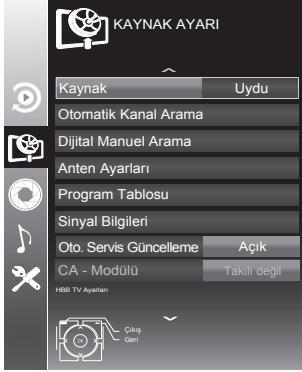 KAYNAK AYARI
Kaynak Uydu
Otomatik Kanal Arama
Dijital Manuel Arama
Anten Ayarları
Program Tablosu
Sinyal Bilgileri
Oto. Servis Güncelleme Açık
CA - Modülü Takılı değil
HBB TV Ayarları
Çıkış
OK Geri